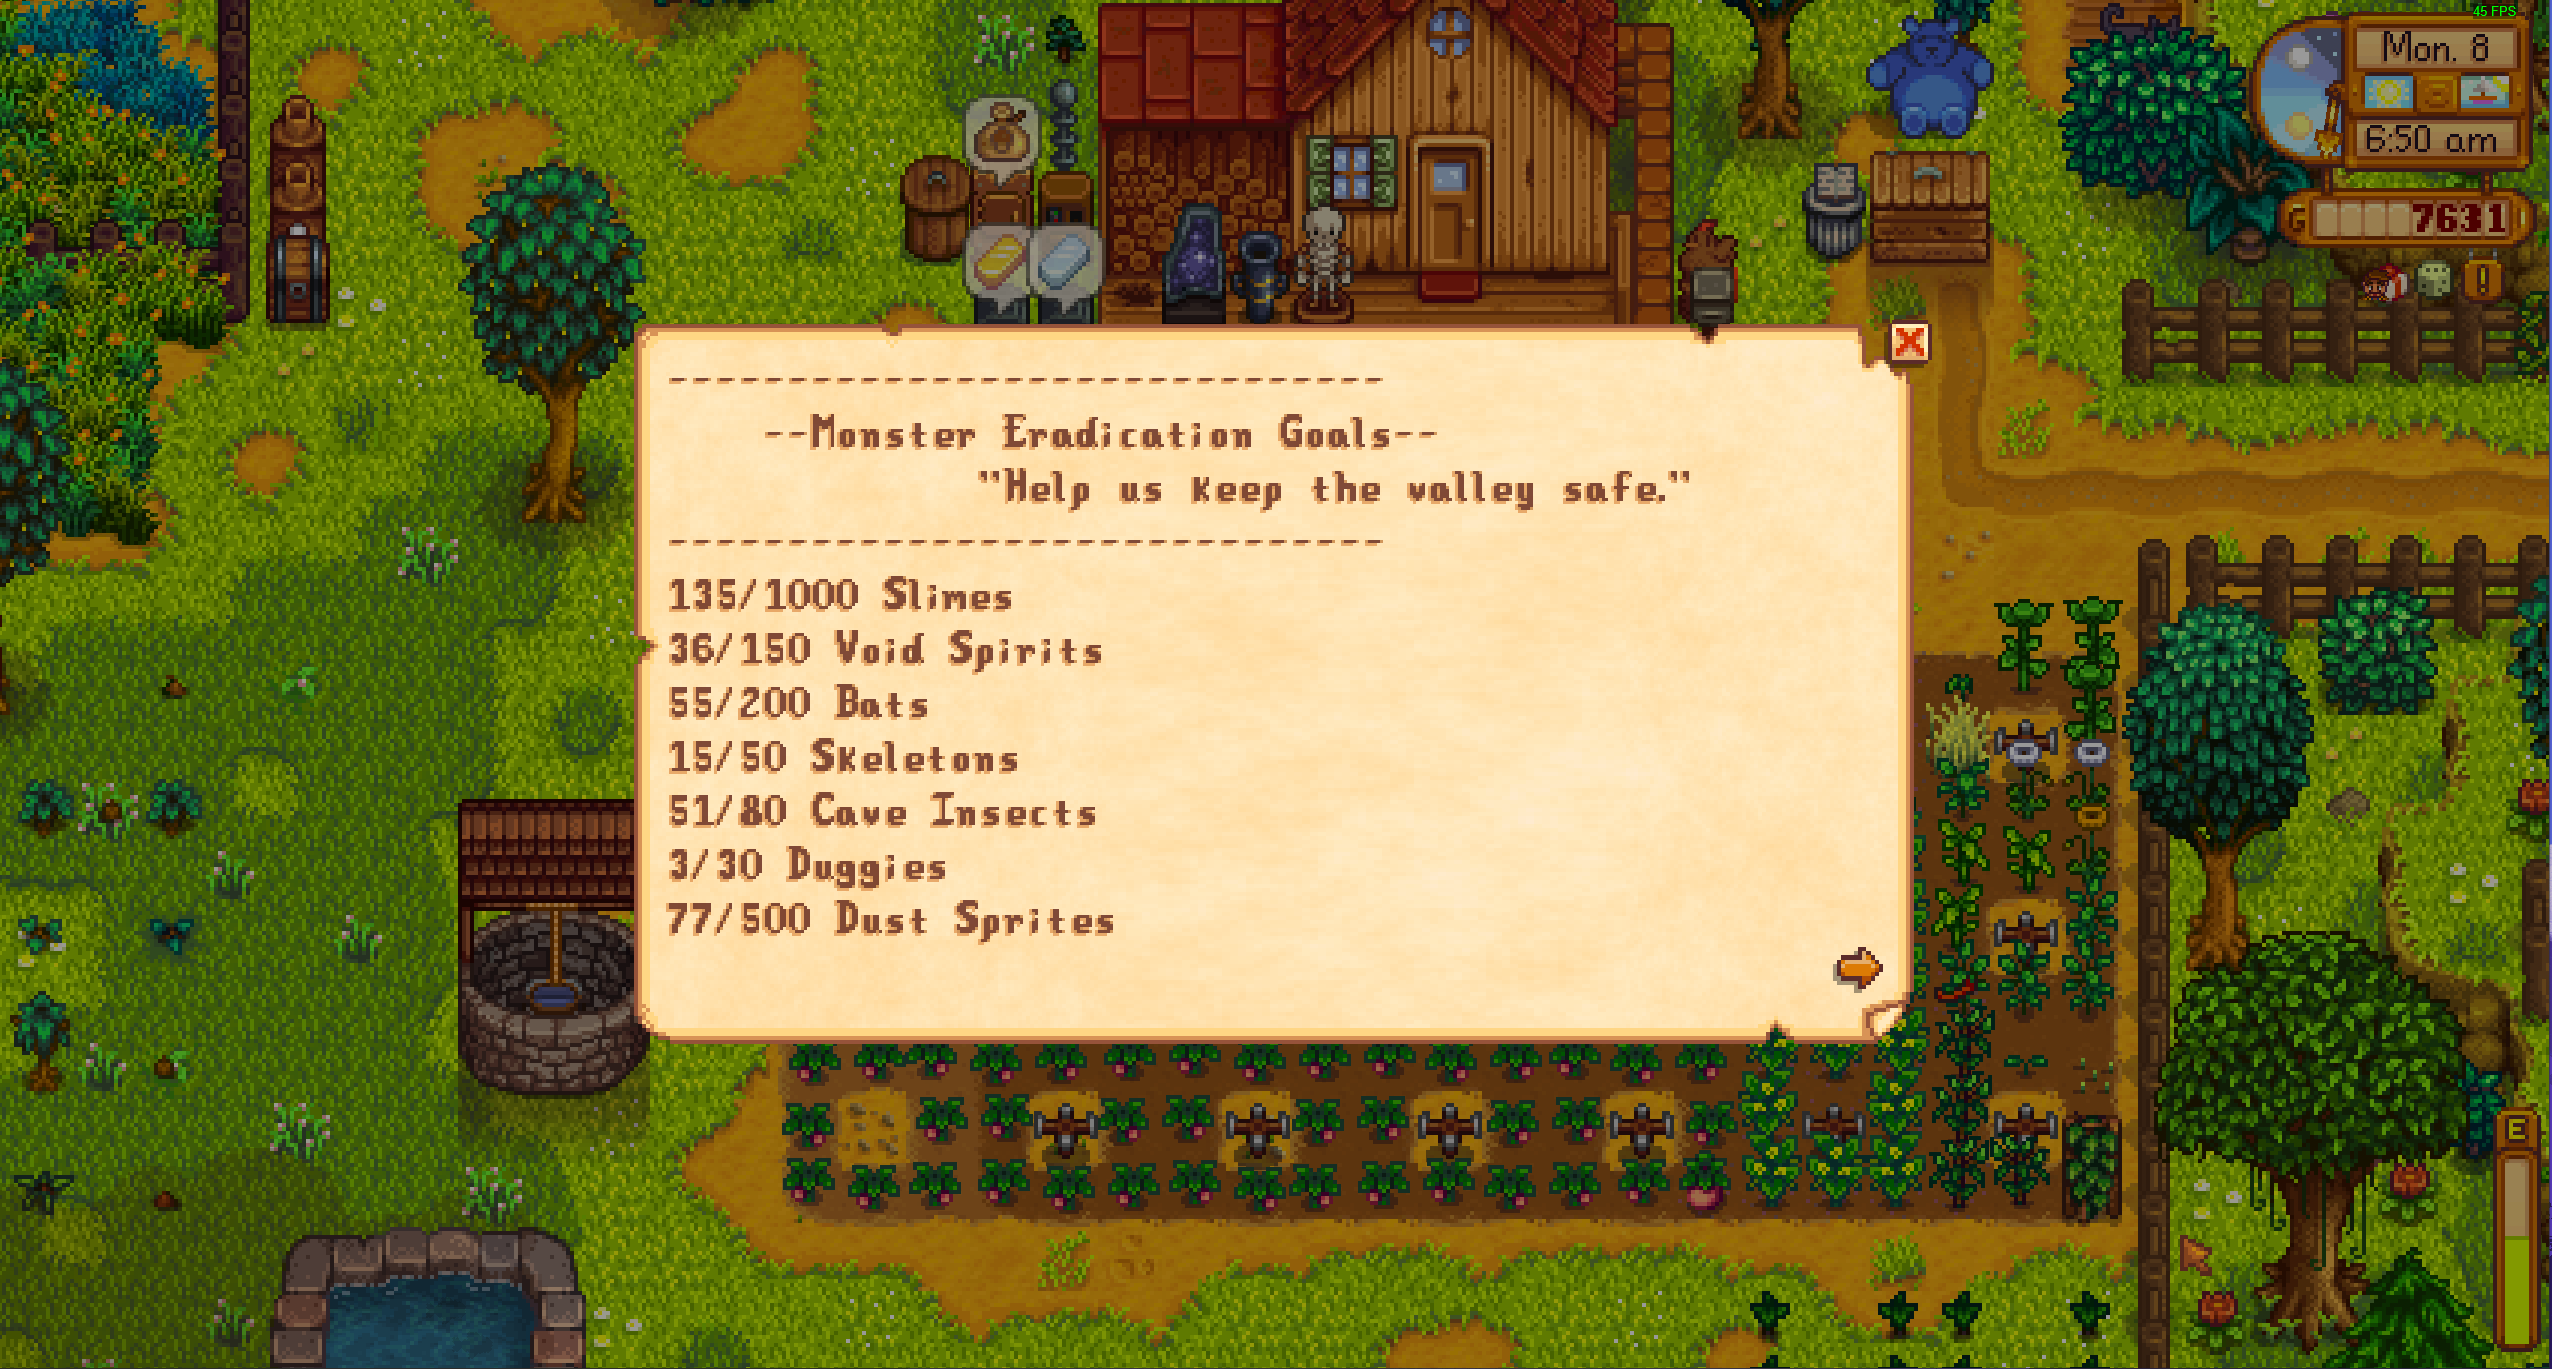 45 FPS
Mon. 8
6:50 am
7631
------------------------------
--Monster Eradication Goals--
"Help us keep the valley safe."
------------------------------
135/1000 Slimes
36/150 Void Spirits
55/200 Bats
15/50 Skeletons
51/80 Cave Insects
3/30 Duggies
77/500 Dust Sprites
E